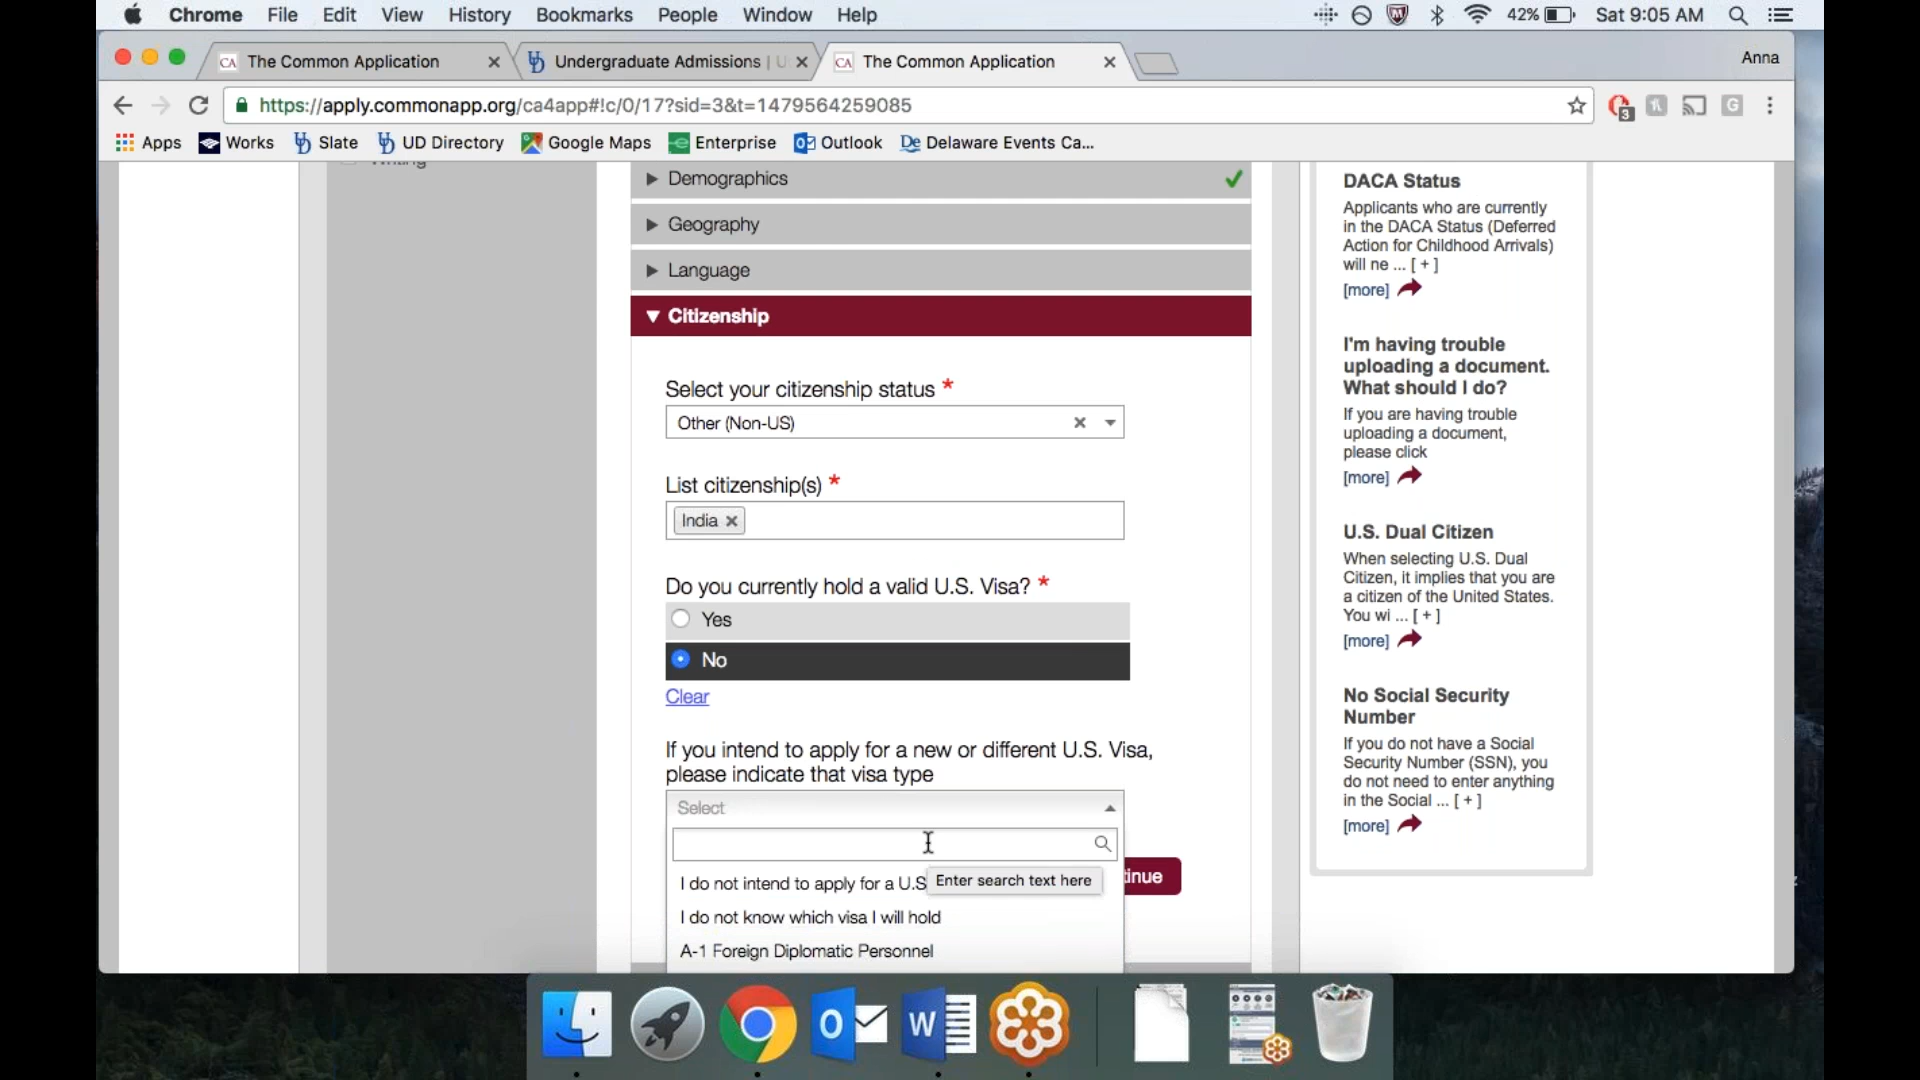 Chrome File Edit View History Bookmarks People Window Help 42% Sat 9:05 AM
CA The Common Application Undergraduate Admissions | U CA The Common Application Anna
https://apply.commonapp.org/ca4app#!c/0/17?sid=3&t=1479564259085 3 G
Apps Works Slate UD Directory Google Maps Enterprise Outlook De Delaware Events Ca...
Writing
Demographics
Geography
Language
Citizenship
Select your citizenship status *
Other (Non-US)
List citizenship(s) *
India
Do you currently hold a valid U.S. Visa? *
Yes
No
Clear
If you intend to apply for a new or different U.S. Visa,
please indicate that visa type
Select
I do not intend to apply for a U.S
Enter search text here
tinue
I do not know which visa I will hold
A-1 Foreign Diplomatic Personnel
DACA Status
Applicants who are currently
in the DACA Status (Deferred
Action for Childhood Arrivals)
will ne ... [ + ]
[more]
I'm having trouble
uploading a document.
What should I do?
If you are having trouble
uploading a document,
please click
[more]
U.S. Dual Citizen
When selecting U.S. Dual
Citizen, it implies that you are
a citizen of the United States.
You wi ... [ + ]
[more]
No Social Security
Number
If you do not have a Social
Security Number (SSN), you
do not need to enter anything
in the Social ... [ + ]
[more]